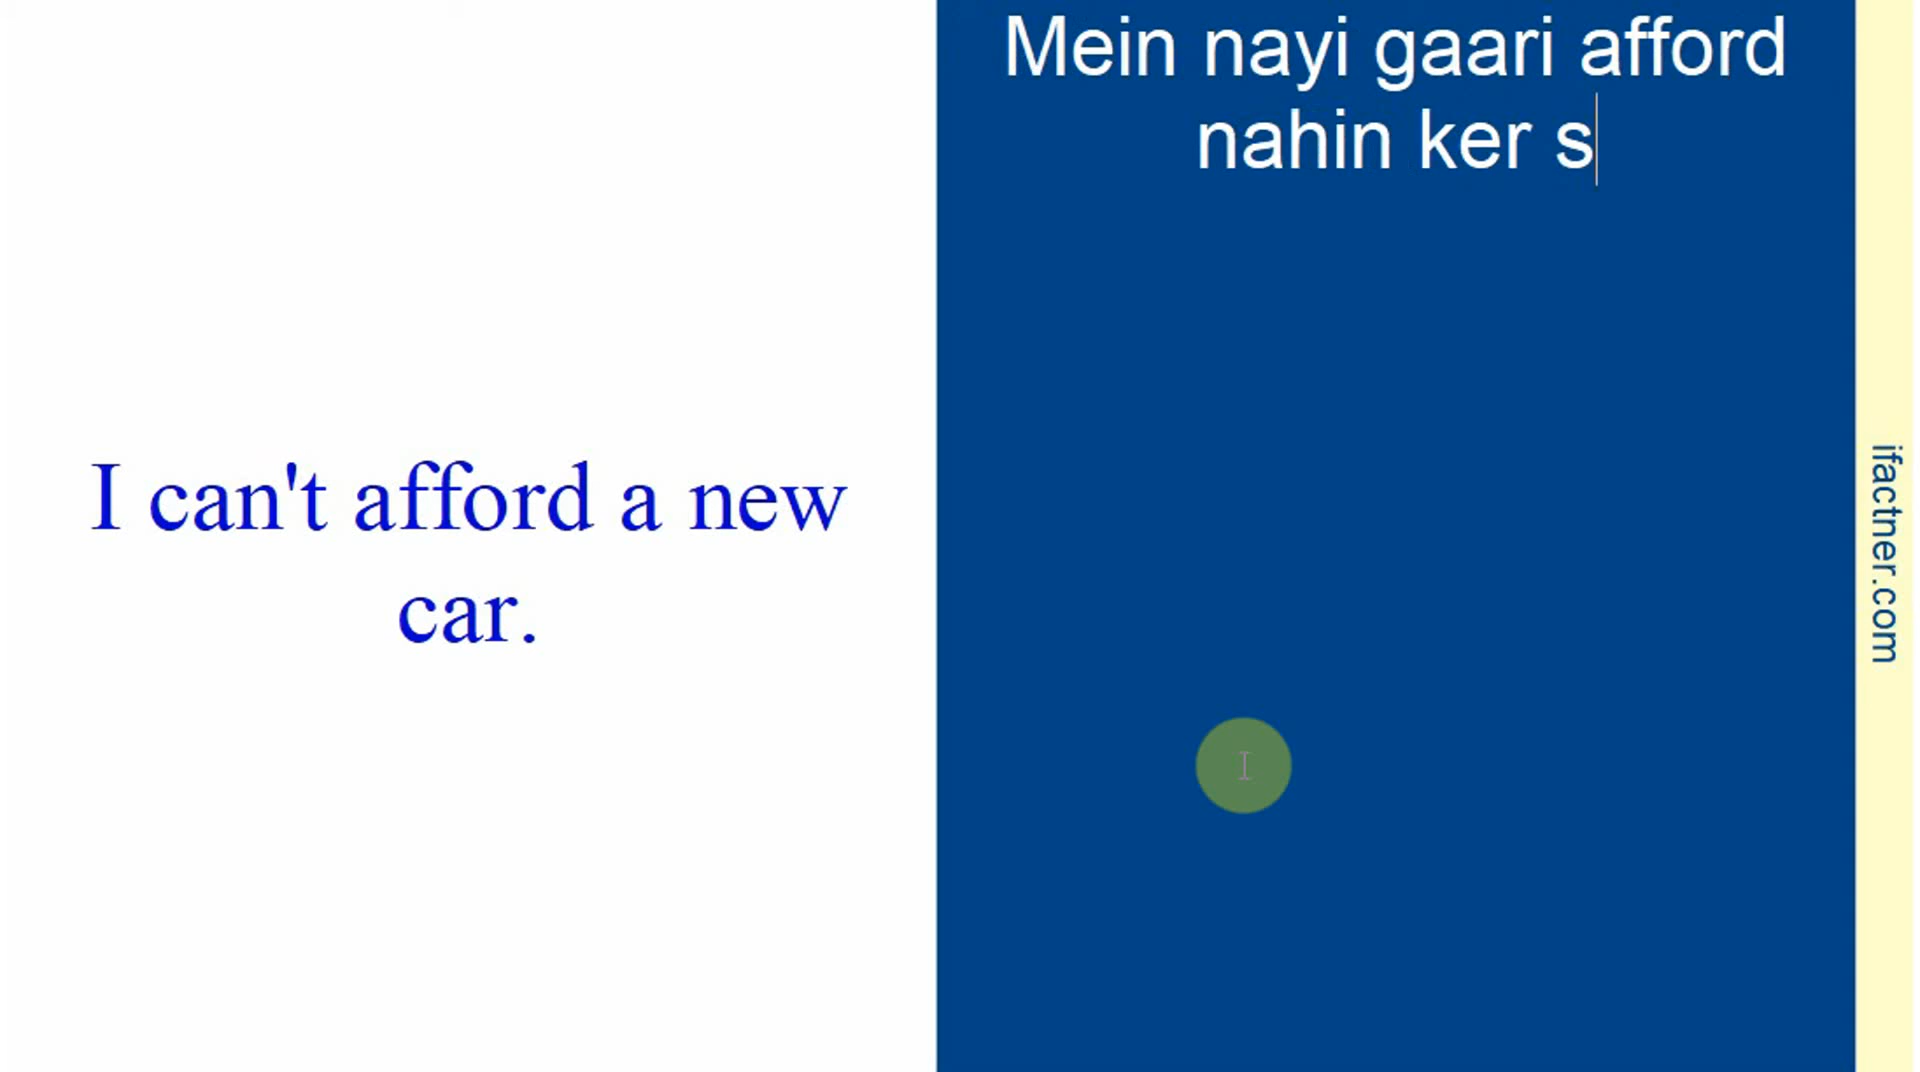 I can't afford a new
car.
Mein nayi gaari afford
nahin ker s
ifactner.com